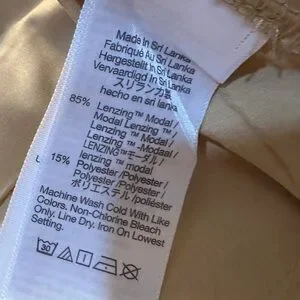 Made in Sri Lanka
Fabriqué Au Sri Lanka
Hergestellt In Sri Lanka
Vervaardigd In Sri Lanka
スリランカ製
hecho en sri lanka
85% Lenzing™ Modal /
Modal Lenzing™ /
Lenzing™ Modal /
Lenzing™ -Modaal /
LENZING™モーダル /
lenzing ™ modal
15% Polyester /Polyester /
Polyester /Polyester /
ポリエステル /poliéster
Machine Wash Cold With Like
Colors. Non-Chlorine Bleach
Only. Line Dry. Iron On Lowest
Setting.
30